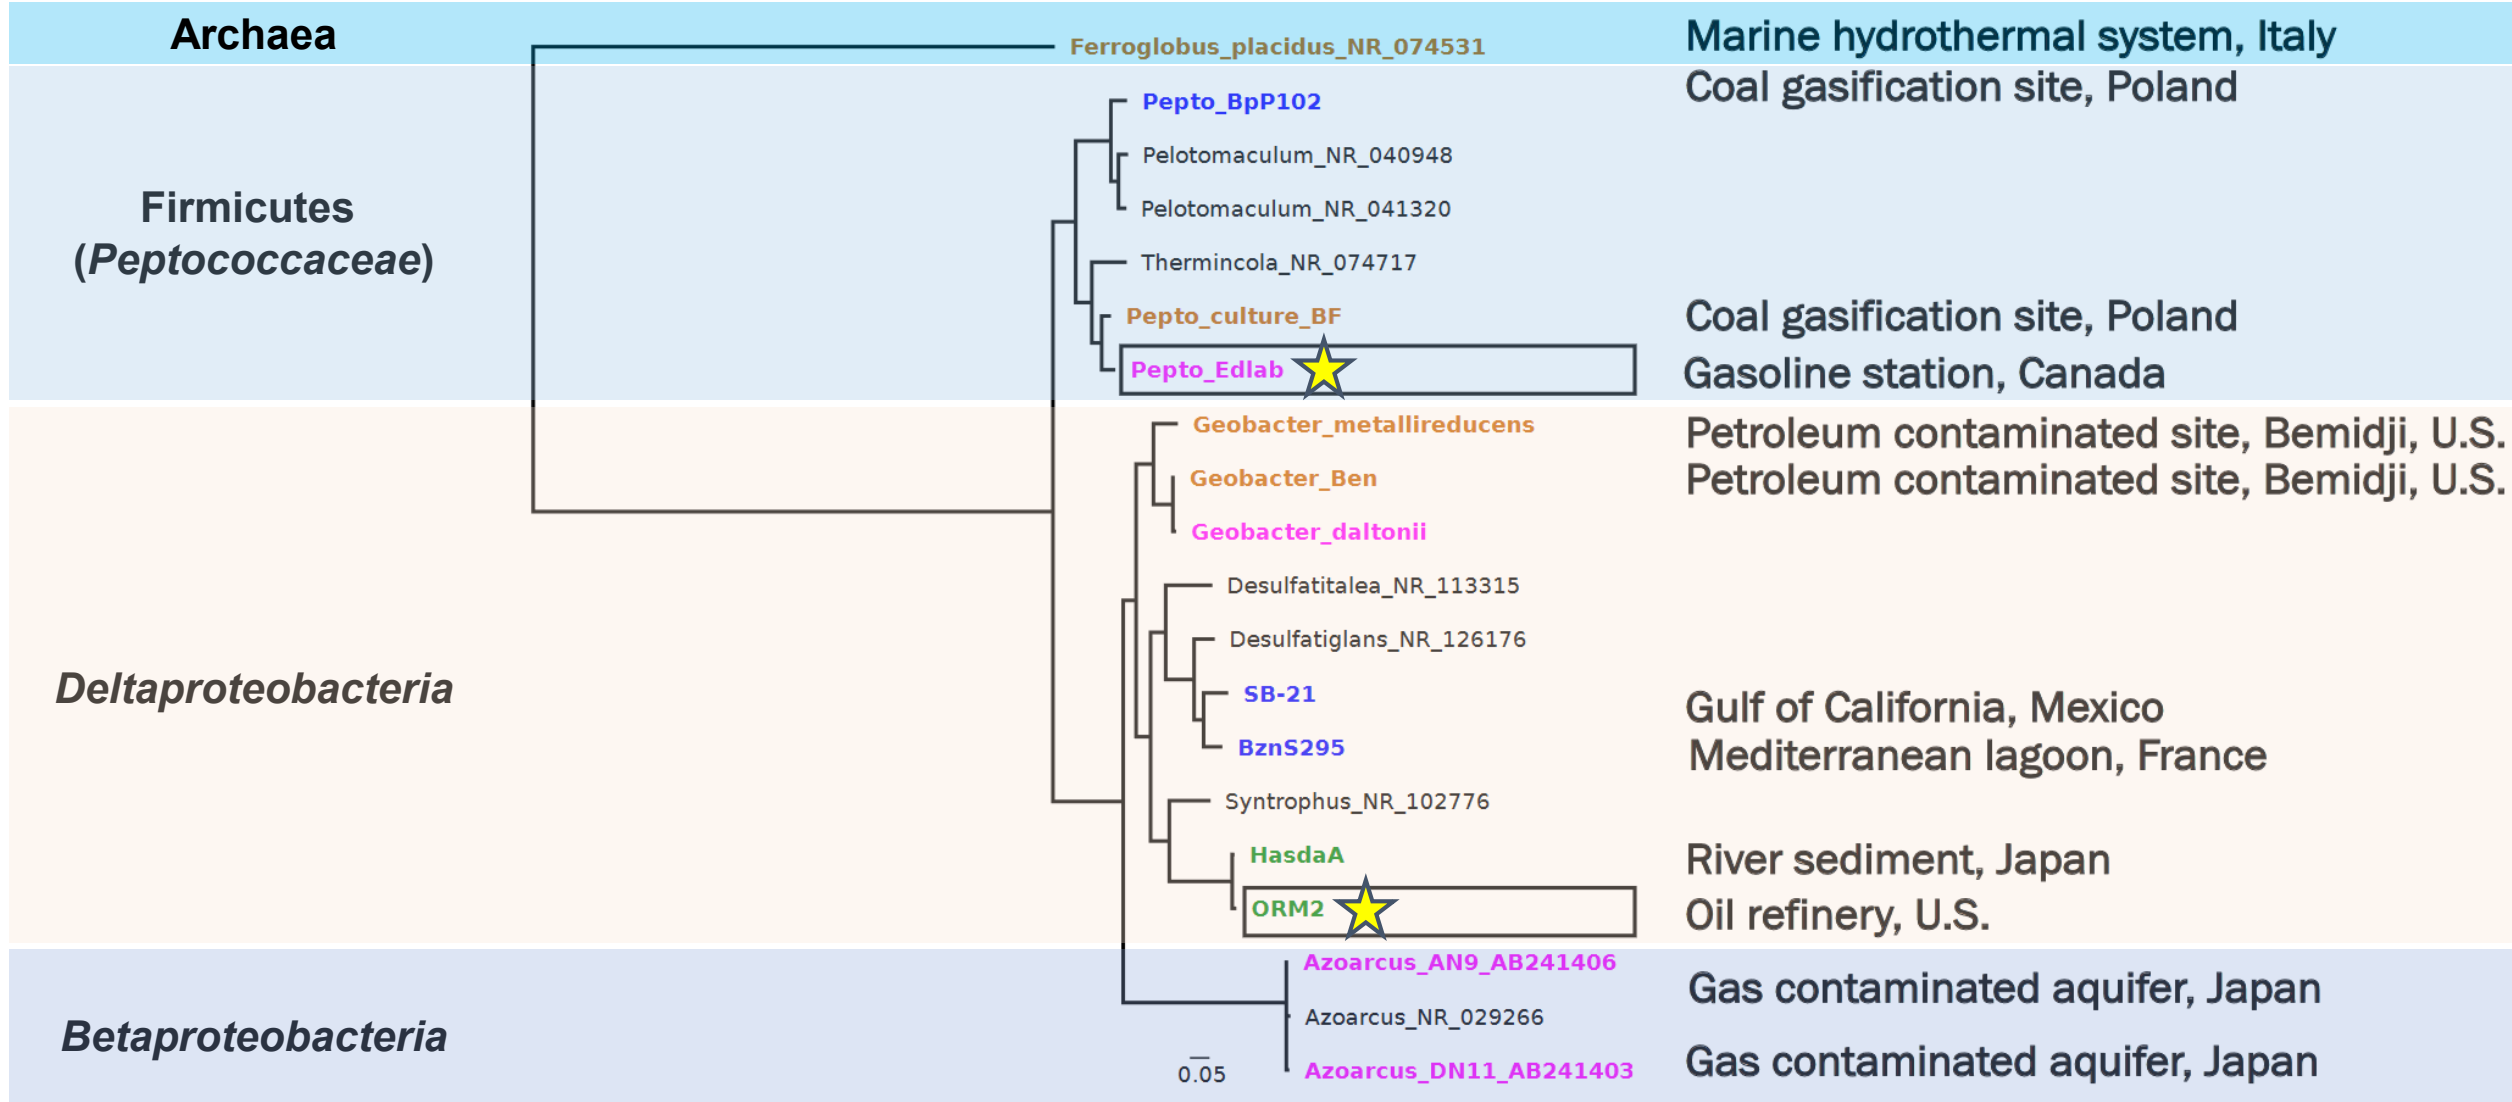 Archaea
Ferroglobus_placidus_NR_074531
Marine hydrothermal system, Italy
Firmicutes
(Peptococcaceae)
Pepto_BpP102
Coal gasification site, Poland
Pelotomaculum_NR_040948
Pelotomaculum_NR_041320
Thermincola_NR_074717
Pepto_culture_BF
Coal gasification site, Poland
Pepto_Edlab
Gasoline station, Canada
Deltaproteobacteria
Geobacter_metallireducens
Petroleum contaminated site, Bemidji, U.S.
Geobacter_Ben
Petroleum contaminated site, Bemidji, U.S.
Geobacter_daltonii
Desulfatitalea_NR_113315
Desulfatiglans_NR_126176
SB-21
Gulf of California, Mexico
BznS295
Mediterranean lagoon, France
Syntrophus_NR_102776
HasdaA
River sediment, Japan
ORM2
Oil refinery, U.S.
Betaproteobacteria
Azoarcus_AN9_AB241406
Gas contaminated aquifer, Japan
Azoarcus_NR_029266
Azoarcus_DN11_AB241403
Gas contaminated aquifer, Japan
0.05